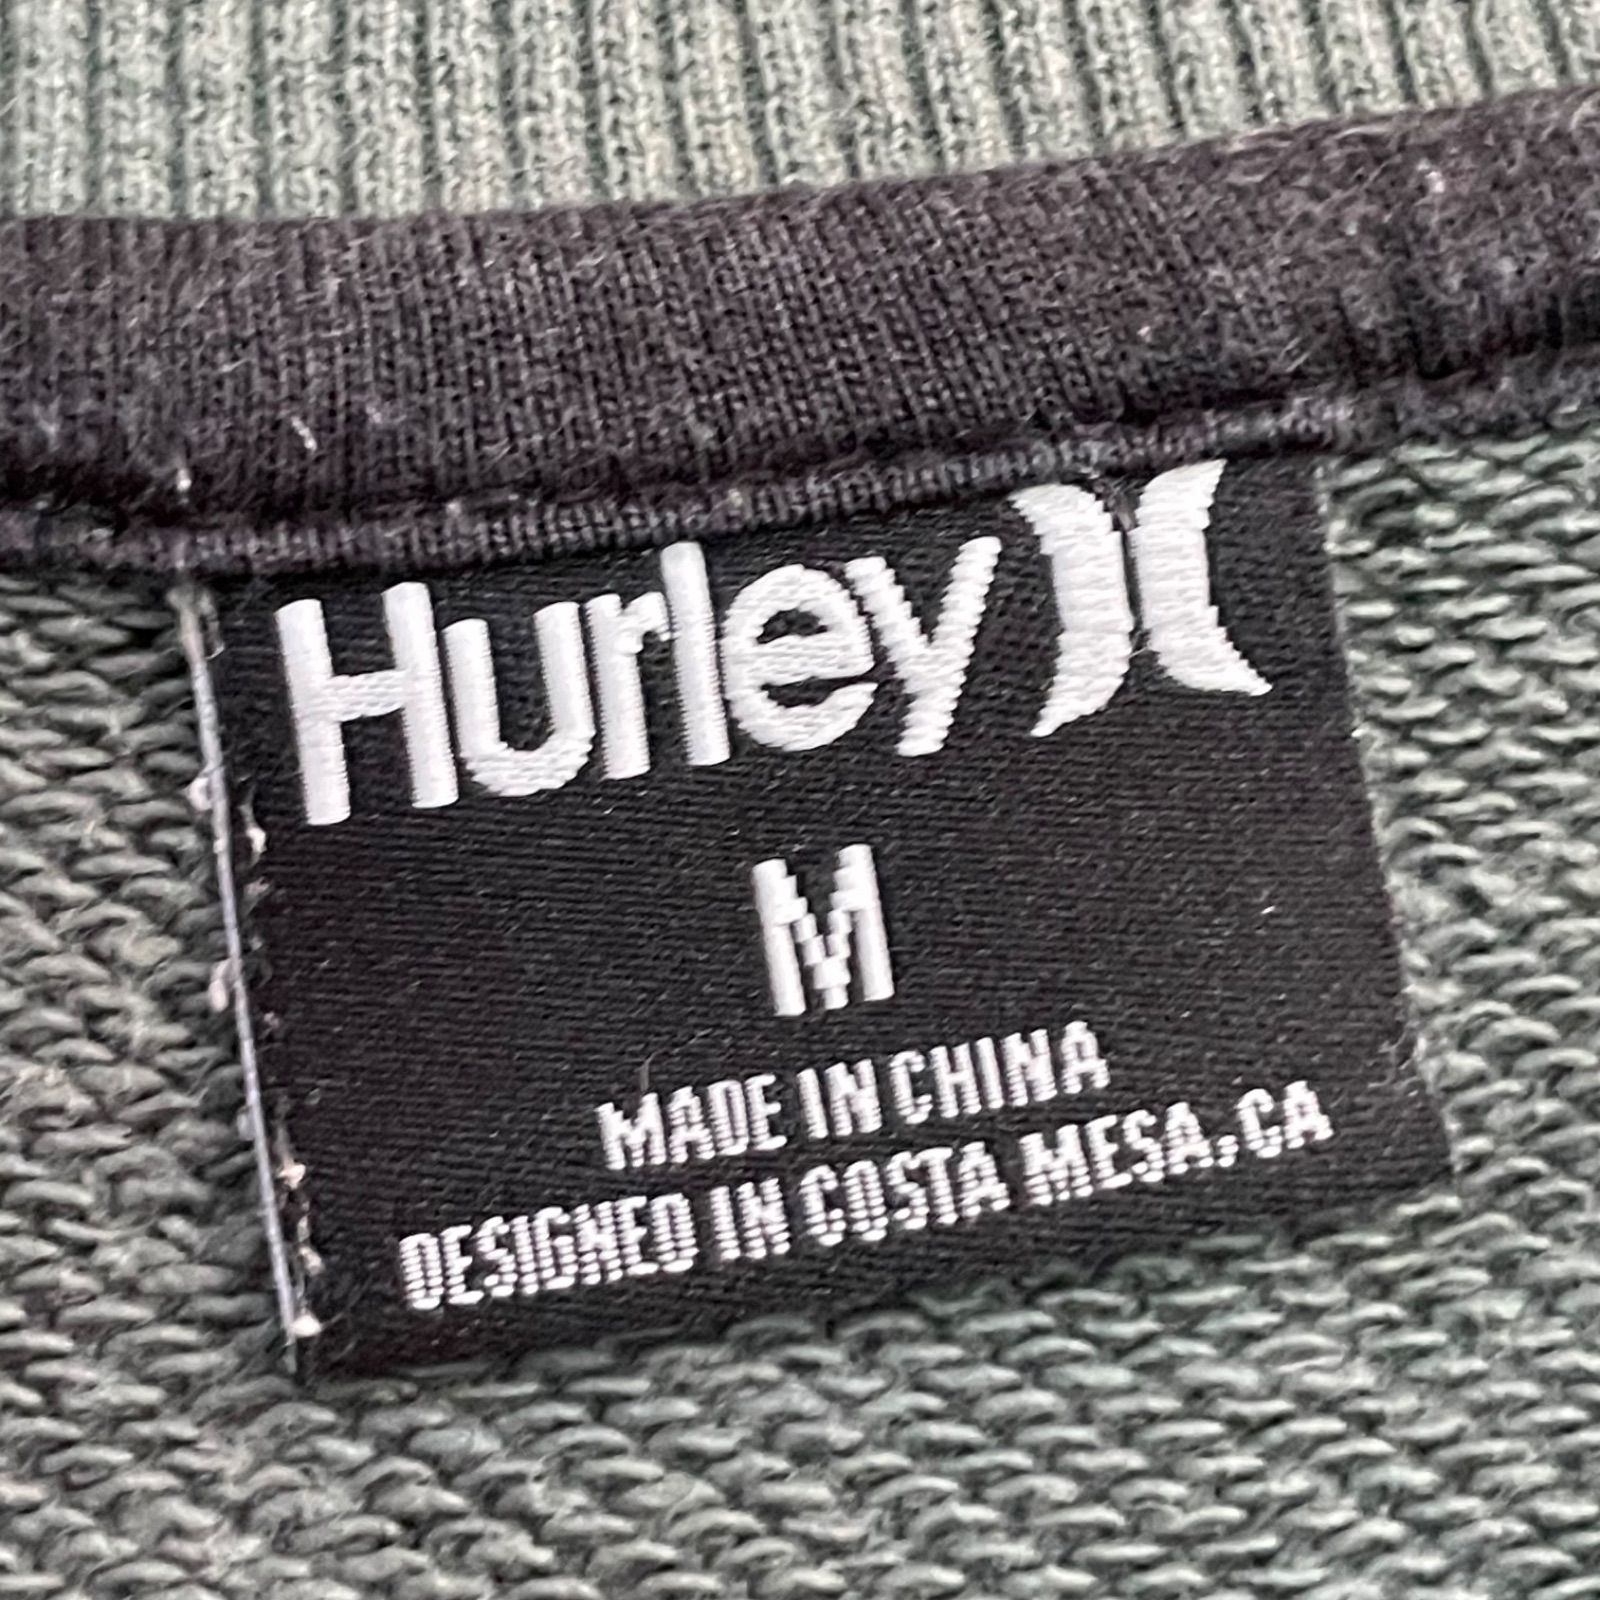 Hurley
M
MADE IN CHINA
DESIGNED IN COSTA MESA, CA